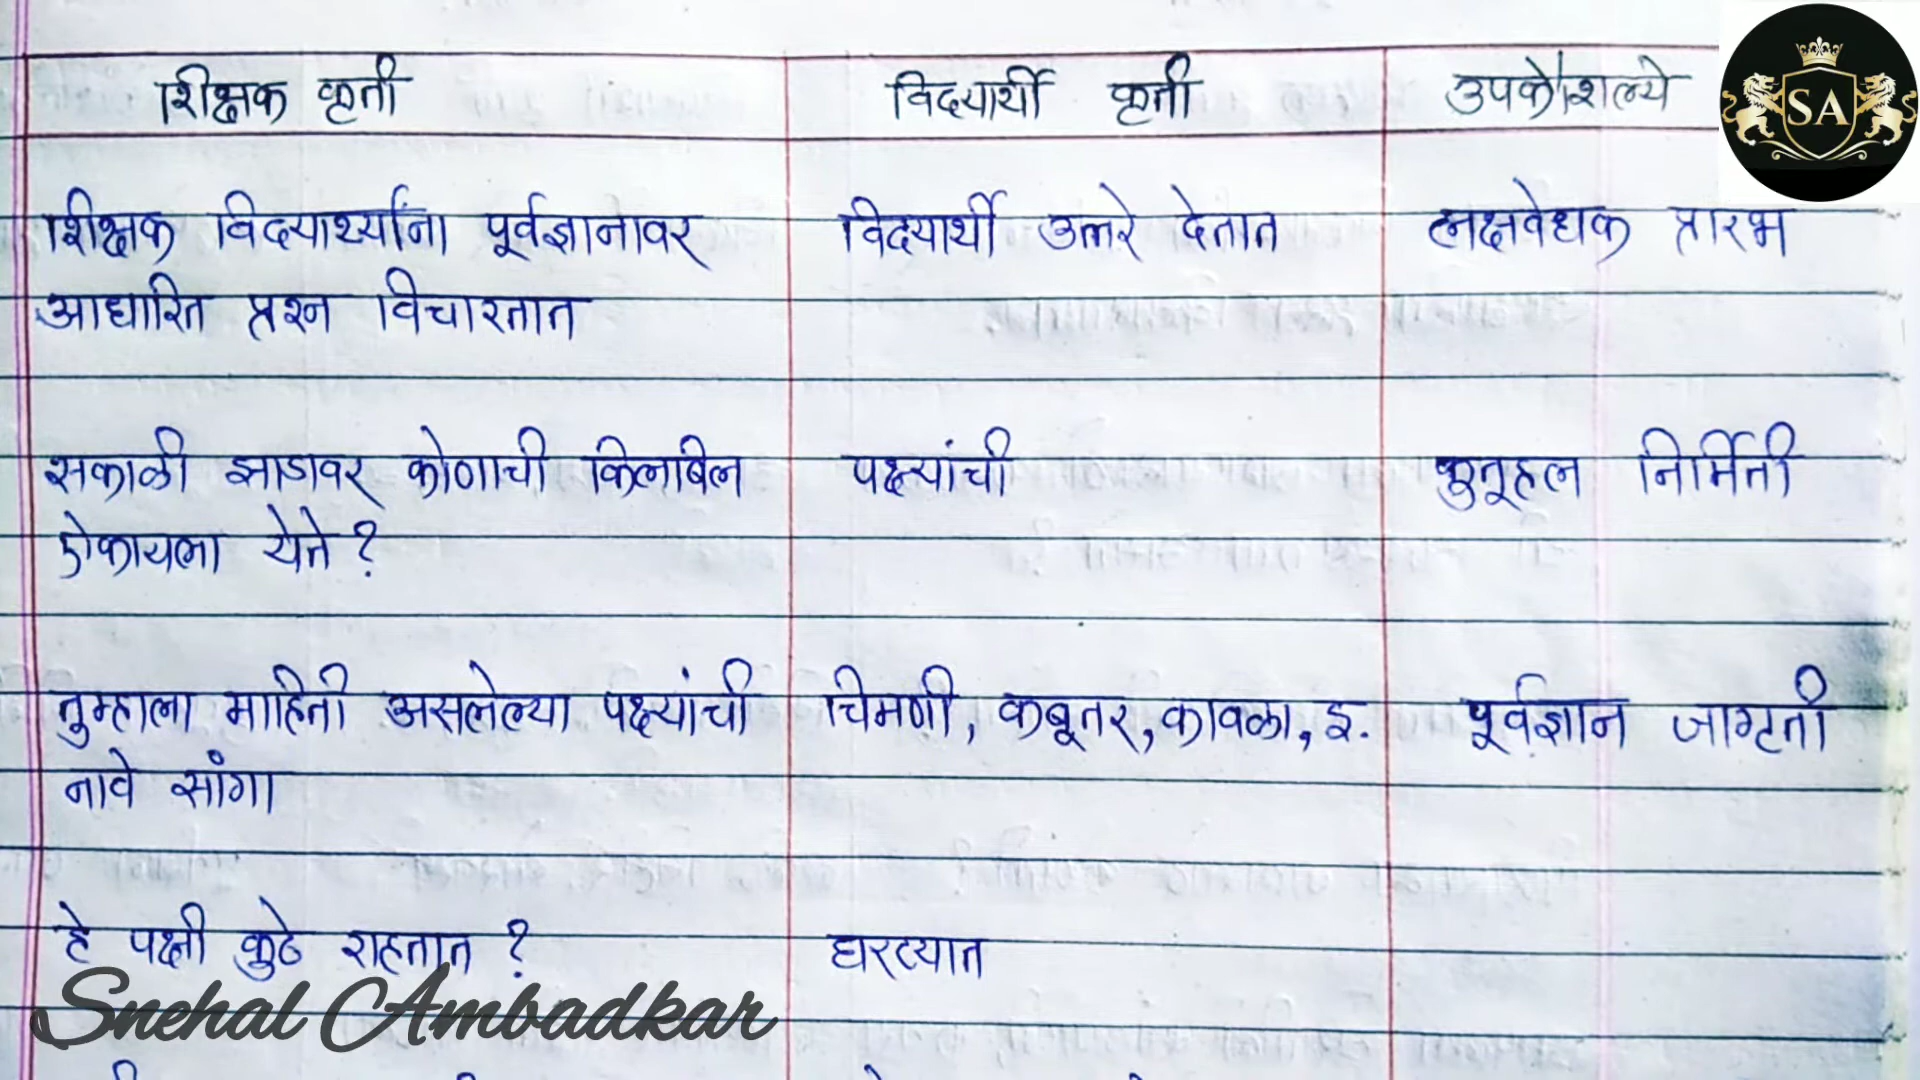 शिक्षक कृती विद्यार्थी कृती उपकौशल्ये
SA
शिक्षक विद्यार्थ्यांना पूर्वज्ञानावर विद्यार्थी उत्तरे देतात लक्षवेधक प्रारंभ
आधारित प्रश्न विचारतात
सकाळी झाडावर कोणाची किलबिल पक्ष्यांची कुतूहल निर्मिती
ऐकायला येते ?
तुम्हाला माहिती असलेल्या पक्ष्यांची चिमणी, कबूतर, कावळा, इ. पूर्वज्ञान जागृती
नावे सांगा
हे पक्षी कुठे राहतात ? घरट्यात
Snehal Ambadkar